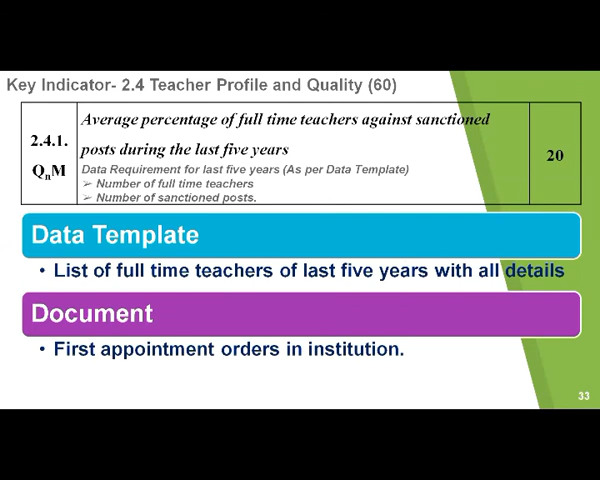 Key Indicator- 2.4 Teacher Profile and Quality (60)
2.4.1.
QnM
Average percentage of full time teachers against sanctioned
posts during the last five years
Data Requirement for last five years (As per Data Template)
➢ Number of full time teachers
➢ Number of sanctioned posts.
20
Data Template
• List of full time teachers of last five years with all details
Document
• First appointment orders in institution.
33